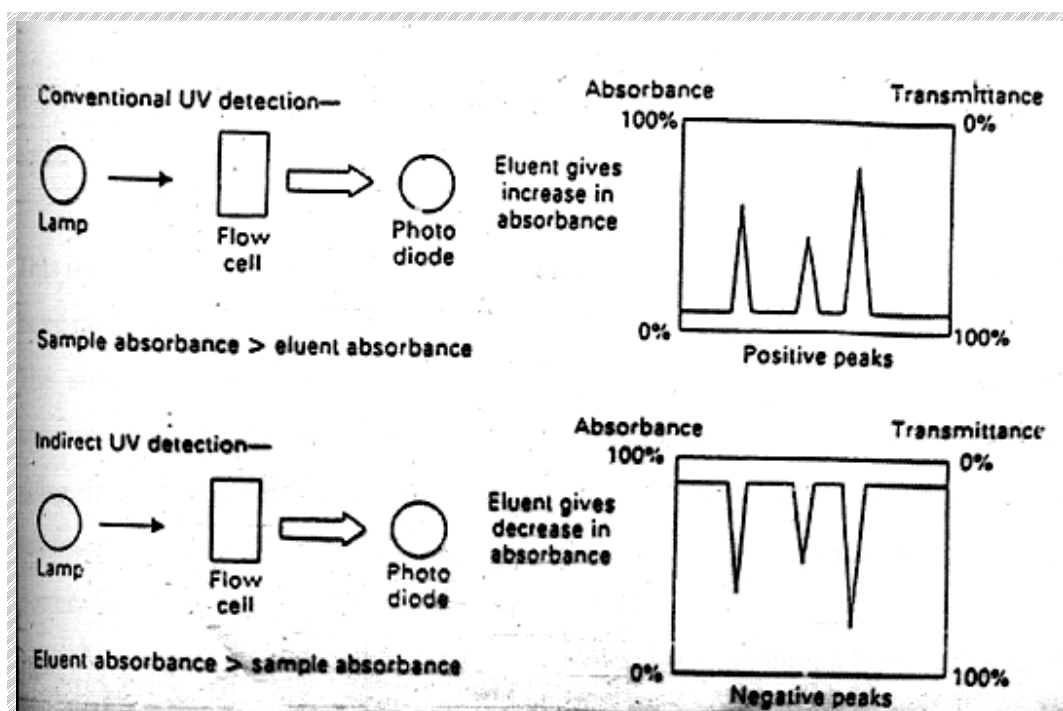 Conventional UV detection—
Lamp
Flow
cell
Photo
diode
Eluent gives
increase in
absorbance
Absorbance
Transmittance
100%
0%
0%
100%
Positive peaks
Sample absorbance > eluent absorbance
Indirect UV detection—
Lamp
Flow
cell
Photo
diode
Eluent gives
decrease in
absorbance
Absorbance
Transmittance
100%
0%
0%
100%
Negative peaks
Eluent absorbance > sample absorbance